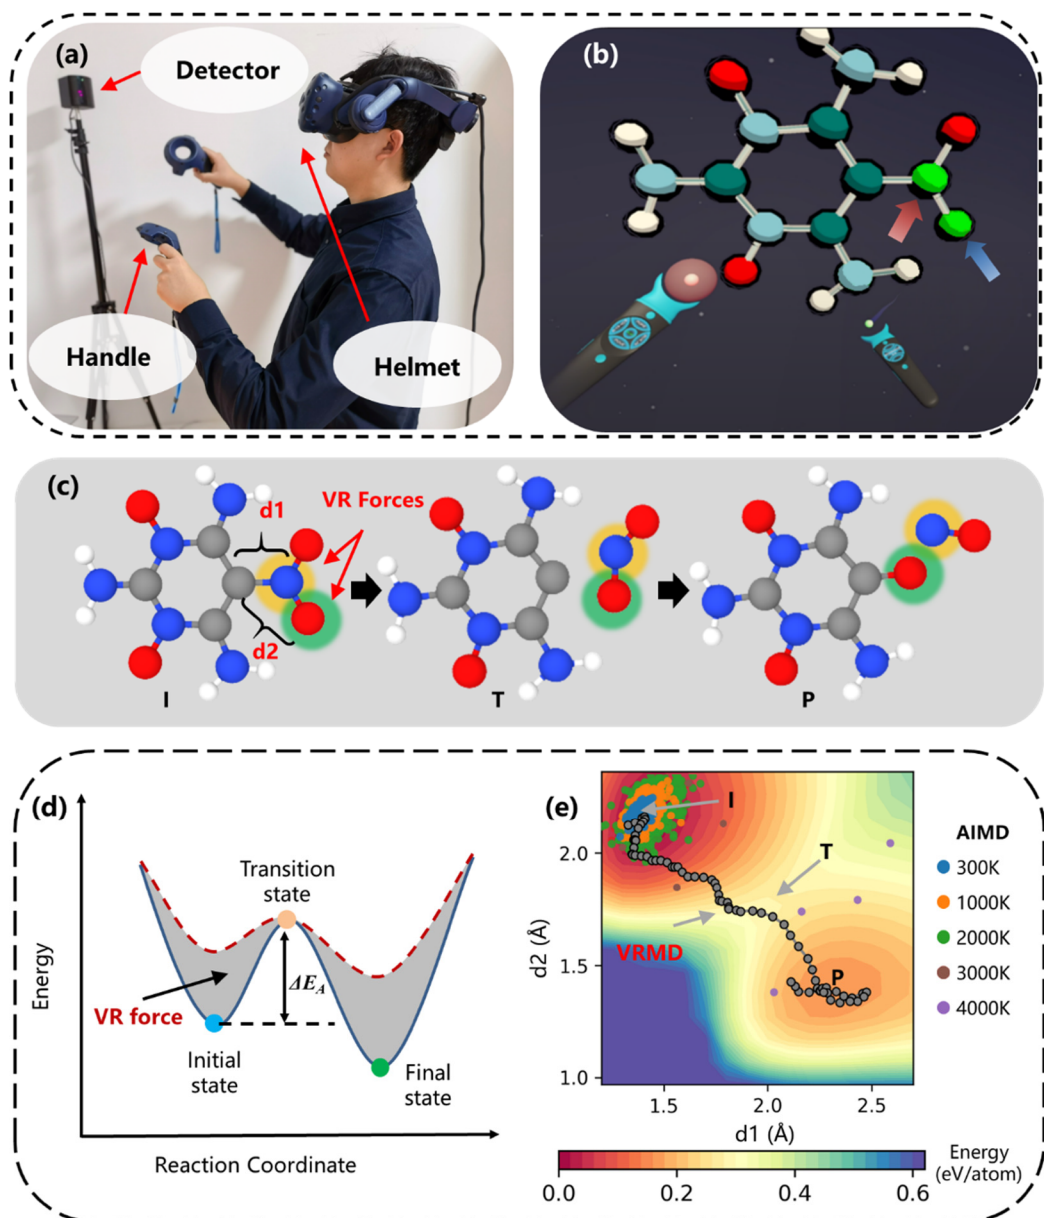 (a)
Detector
Handle
Helmet
(b)
(c)
d1
VR Forces
d2
I
T
P
(d)
Energy
Transition
state
ΔE_A
VR force
Initial
state
Final
state
Reaction Coordinate
(e)
I
T
VRMD
P
2.0
1.5
1.0
d2 (Å)
1.5
2.0
2.5
d1 (Å)
AIMD
300K
1000K
2000K
3000K
4000K
Energy
(eV/atom)
0.0
0.2
0.4
0.6